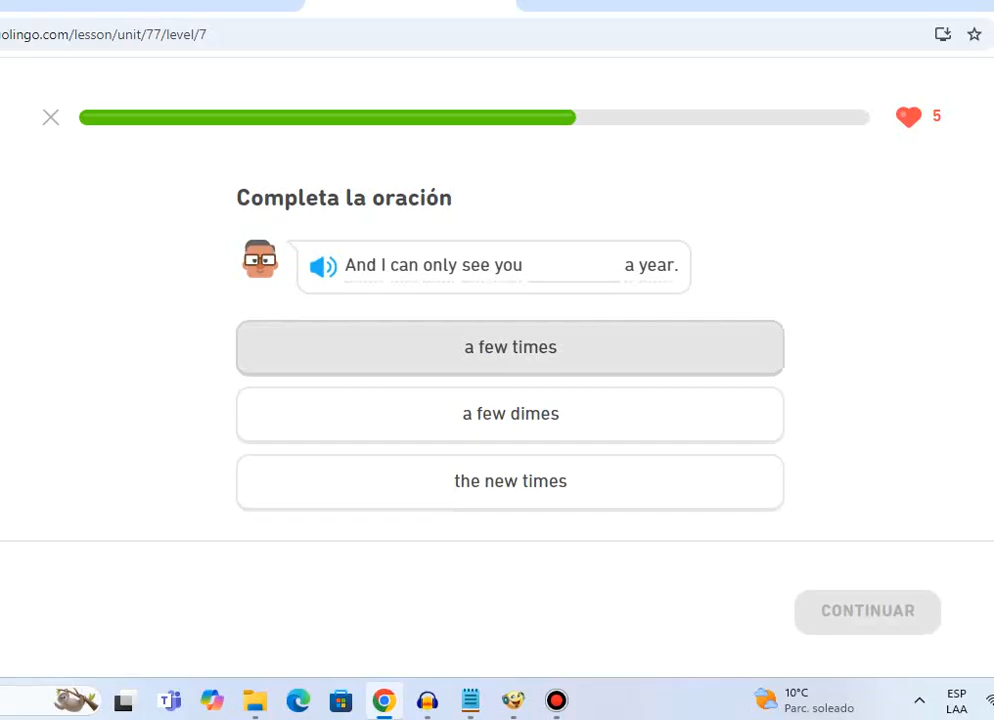 olingo.com/lesson/unit/77/level/7
5
Completa la oración
And I can only see you a year.
a few times
a few dimes
the new times
CONTINUAR
10°C
Parc. soleado
ESP
LAA